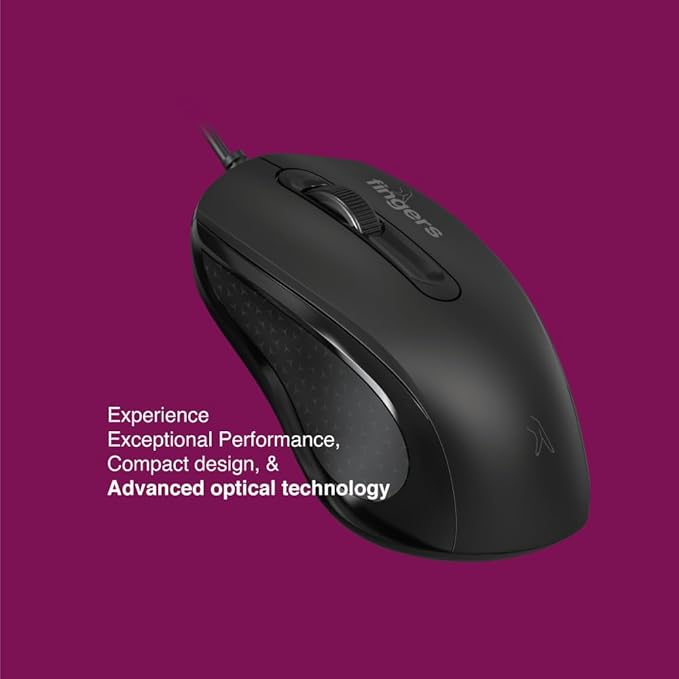 fingers
Experience
Exceptional Performance,
Compact design, &
Advanced optical technology